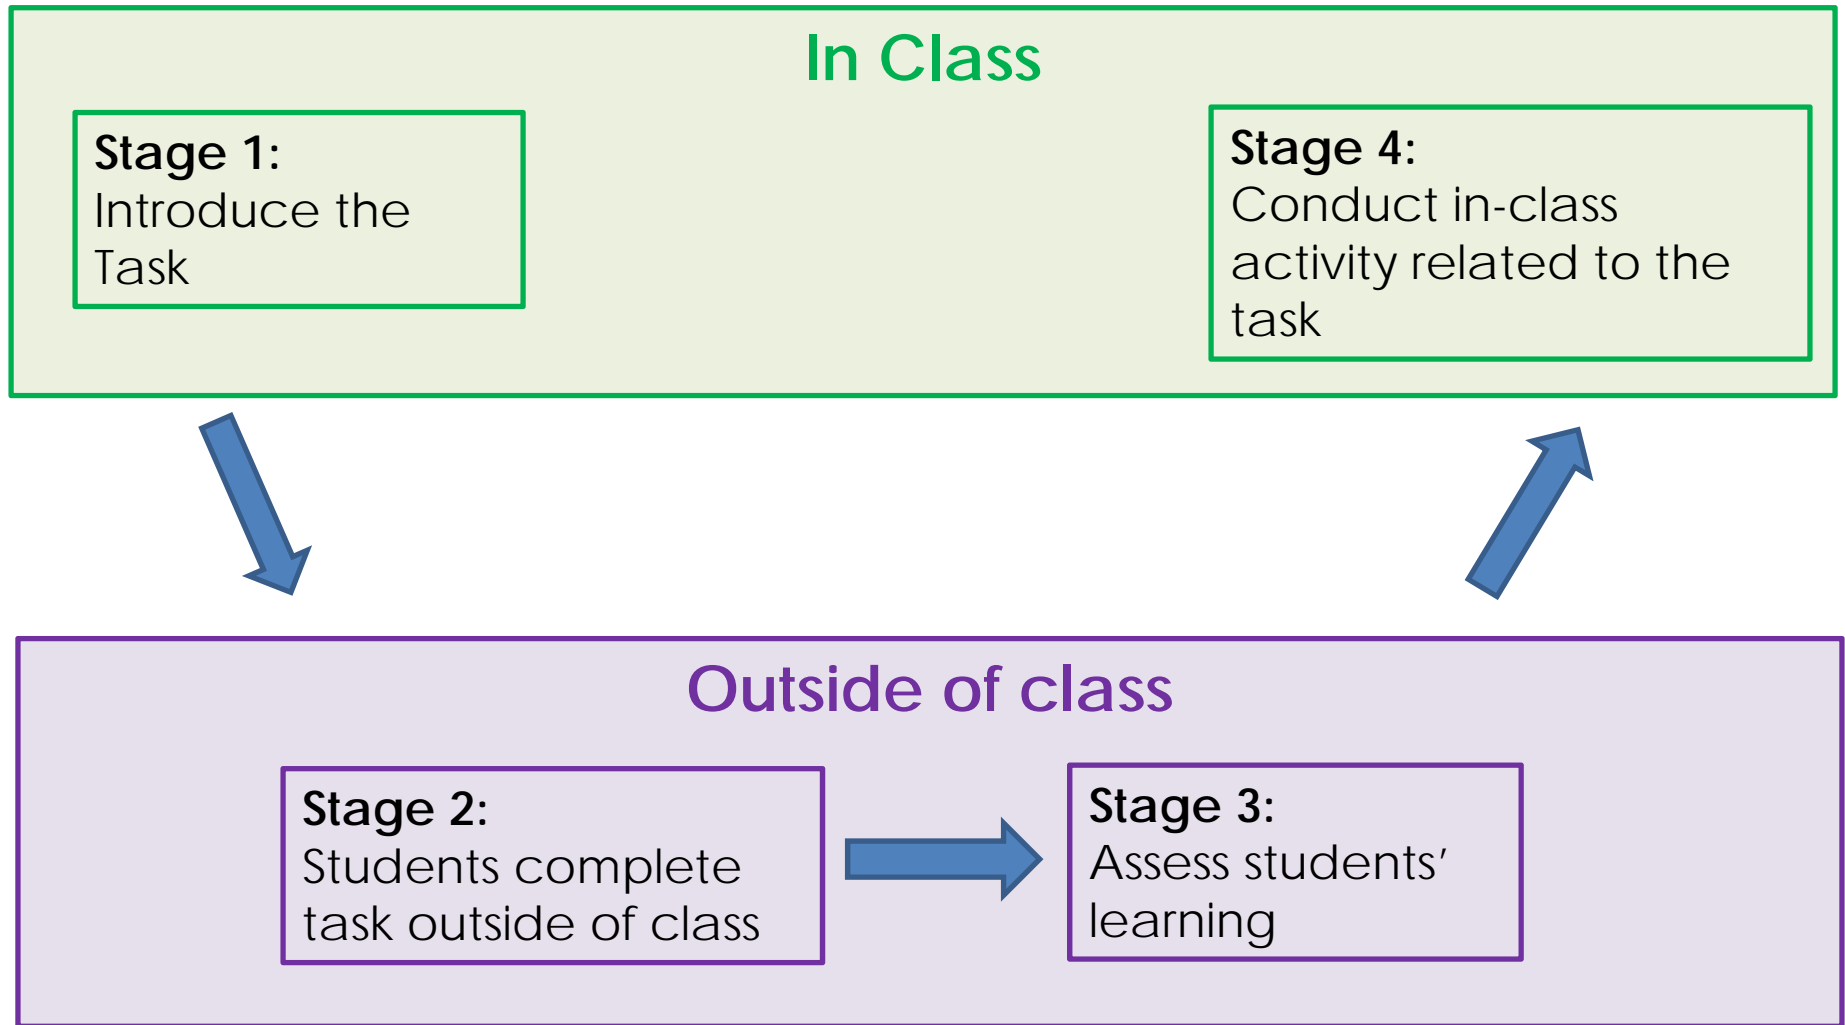 In Class
Stage 1:
Introduce the
Task
Stage 4:
Conduct in-class
activity related to the
task
Outside of class
Stage 2:
Students complete
task outside of class
Stage 3:
Assess students’
learning